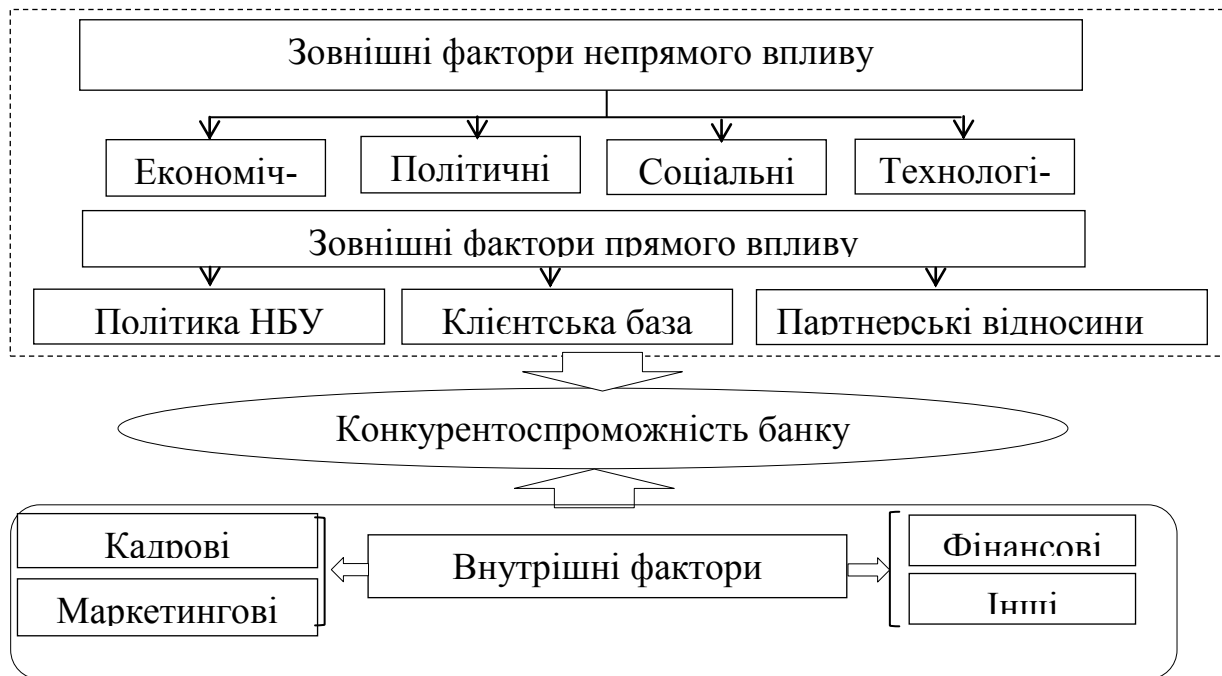 Зовнішні фактори непрямого впливу
Економіч-
Політичні
Соціальні
Технологі-
Зовнішні фактори прямого впливу
Політика НБУ
Клієнтська база
Партнерські відносини
Конкурентоспроможність банку
Кадрові
Маркетингові
Внутрішні фактори
Фінансові
Інші